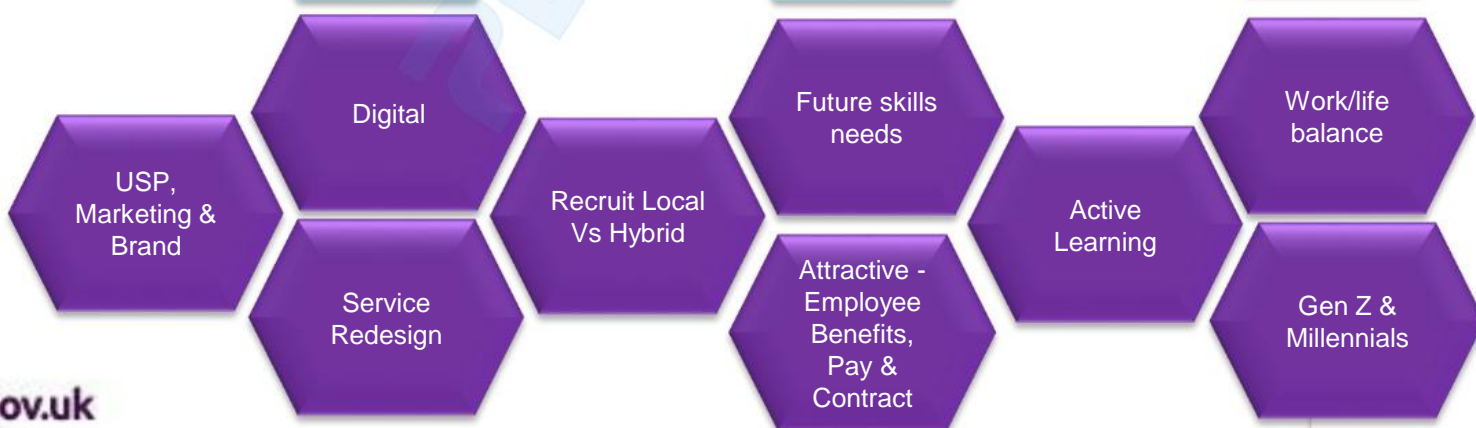 USP,
Marketing &
Brand
Digital
Service
Redesign
Recruit Local
Vs Hybrid
Future skills
needs
Attractive -
Employee
Benefits,
Pay &
Contract
Active
Learning
Work/life
balance
Gen Z &
Millennials
ov.uk